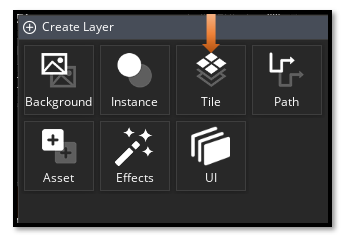 Create Layer
Background Instance Tile Path
Asset Effects UI